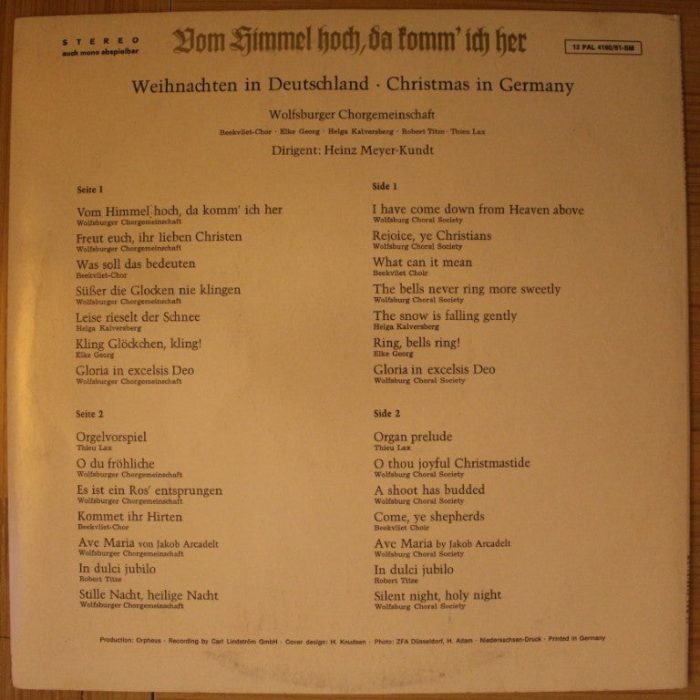 STEREO
auch mono abspielbar
Vom Himmel hoch, da komm' ich her
12 PAL 4160/61-SM
Weihnachten in Deutschland · Christmas in Germany
Wolfsburger Chorgemeinschaft
Beekvliet-Chor · Elke Georg · Helga Kalversberg · Robert Titze · Thieu Lax
Dirigent: Heinz Meyer-Kundt
Seite 1
Vom Himmel hoch, da komm' ich her
Wolfsburger Chorgemeinschaft
Freut euch, ihr lieben Christen
Wolfsburger Chorgemeinschaft
Was soll das bedeuten
Beekvliet-Chor
Süßer die Glocken nie klingen
Wolfsburger Chorgemeinschaft
Leise rieselt der Schnee
Helga Kalversberg
Kling Glöckchen, kling!
Elke Georg
Gloria in excelsis Deo
Wolfsburger Chorgemeinschaft
Seite 2
Orgelvorspiel
Thieu Lax
O du fröhliche
Wolfsburger Chorgemeinschaft
Es ist ein Ros' entsprungen
Wolfsburger Chorgemeinschaft
Kommet ihr Hirten
Beekvliet-Chor
Ave Maria von Jakob Arcadelt
Wolfsburger Chorgemeinschaft
In dulci jubilo
Robert Titze
Stille Nacht, heilige Nacht
Wolfsburger Chorgemeinschaft
Side 1
I have come down from Heaven above
Wolfsburg Choral Society
Rejoice, ye Christians
Wolfsburg Choral Society
What can it mean
Beekvliet Choir
The bells never ring more sweetly
Wolfsburg Choral Society
The snow is falling gently
Helga Kalversberg
Ring, bells ring!
Elke Georg
Gloria in excelsis Deo
Wolfsburg Choral Society
Side 2
Organ prelude
Thieu Lax
O thou joyful Christmastide
Wolfsburg Choral Society
A shoot has budded
Wolfsburg Choral Society
Come, ye shepherds
Beekvliet Choir
Ave Maria by Jakob Arcadelt
Wolfsburg Choral Society
In dulci jubilo
Robert Titze
Silent night, holy night
Wolfsburg Choral Society
Production: Orpheus · Recording by Carl Lindström GmbH · Cover design: H. Knutsen · Photo: ZFA Düsseldorf, H. Adam · Niedersachsen-Druck · Printed in Germany